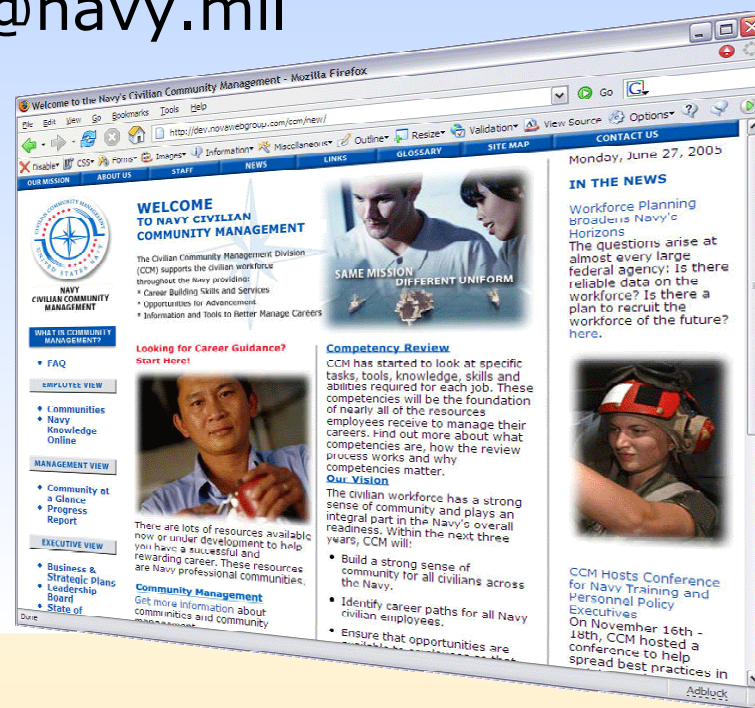 @navy.mil
Welcome to the Navy's Civilian Community Management - Mozilla Firefox
File Edit View Go Bookmarks Tools Help
http://dev.novawebgroup.com/ccm/new/
Go
G
Disable CSS Forms Images Information Miscellaneous Outline Resize Validation View Source Options
OUR MISSION ABOUT US STAFF NEWS LINKS GLOSSARY SITE MAP CONTACT US
CIVILIAN COMMUNITY MANAGEMENT
UNITED STATES NAVY
NAVY
CIVILIAN COMMUNITY
MANAGEMENT
WHAT IS COMMUNITY
MANAGEMENT?
FAQ
EMPLOYEE VIEW
Communities
Navy
Knowledge
Online
MANAGEMENT VIEW
Community at
a Glance
Progress
Report
EXECUTIVE VIEW
Business &
Strategic Plans
Leadership
Board
State of
WELCOME
TO NAVY CIVILIAN
COMMUNITY MANAGEMENT
The Civilian Community Management Division
(CCM) supports the civilian workforce
throughout the Navy providing:
* Career Building Skills and Services
* Opportunities for Advancement
* Information and Tools to Better Manage Careers
SAME MISSION
DIFFERENT UNIFORM
Looking for Career Guidance?
Start Here!
There are lots of resources available
now or under development to help
you have a successful and
rewarding career. These resources
are Navy professional communities.
Community Management
Get more information about
communities and community
management
Competency Review
CCM has started to look at specific
tasks, tools, knowledge, skills and
abilities required for each job. These
competencies will be the foundation
of nearly all of the resources
employees receive to manage their
careers. Find out more about what
competencies are, how the review
process works and why
competencies matter.
Our Vision
The civilian workforce has a strong
sense of community and plays an
integral part in the Navy's overall
readiness. Within the next three
years, CCM will:
• Build a strong sense of
community for all civilians across
the Navy.
• Identify career paths for all Navy
civilian employees.
• Ensure that opportunities are
available to employees so that
Monday, June 27, 2005
IN THE NEWS
Workforce Planning
Broadens Navy's
Horizons
The questions arise at
almost every large
federal agency: Is there
reliable data on the
workforce? Is there a
plan to recruit the
workforce of the future?
here.
CCM Hosts Conference
for Navy Training and
Personnel Policy
Executives
On November 16th -
18th, CCM hosted a
conference to help
spread best practices in
Done
Adblock